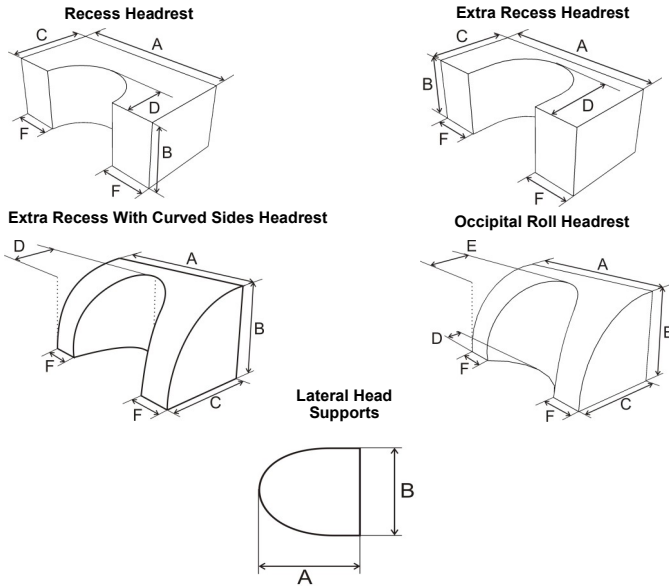 Recess Headrest
C
A
D
B
F
F
Extra Recess Headrest
C
A
B
D
F
F
Extra Recess With Curved Sides Headrest
D
A
B
F
F
C
Occipital Roll Headrest
E
A
B
D
F
F
C
Lateral Head
Supports
B
A